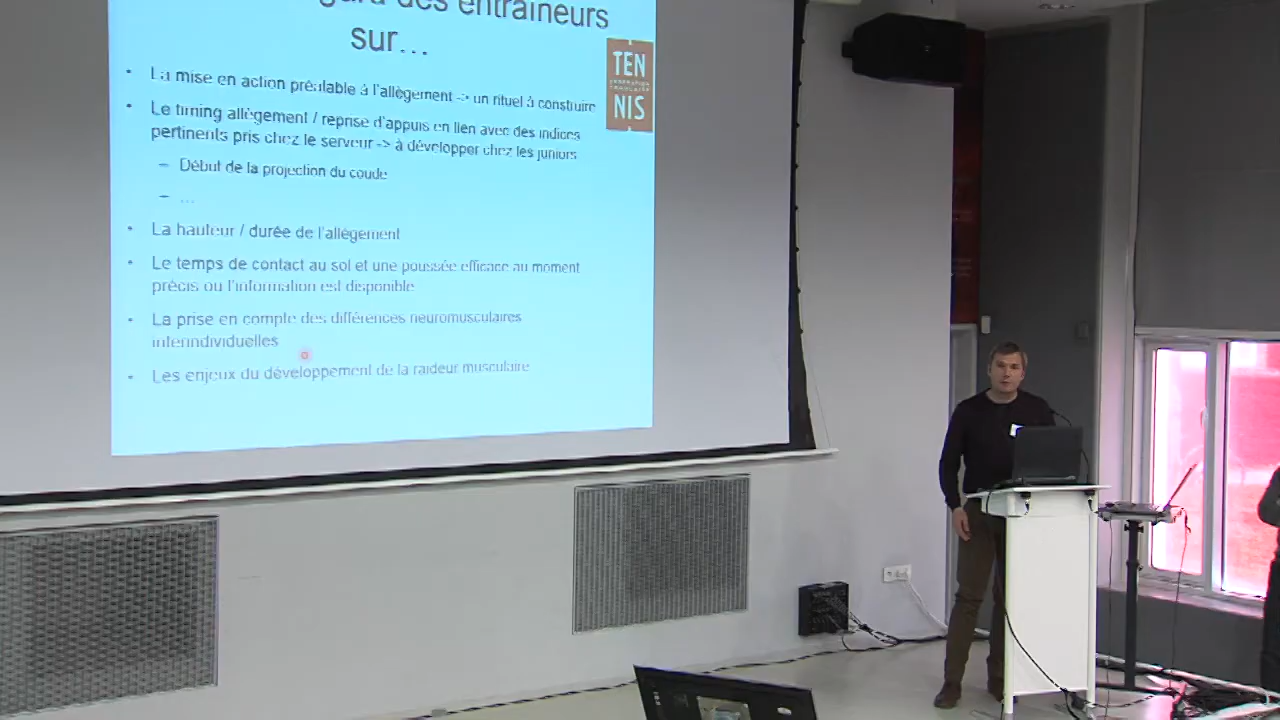 des entraîneurs
sur...
TEN
NIS
• La mise en action préalable à l'allègement -> un rituel à construire
• Le timing allègement / reprise d'appuis en lien avec des indices
pertinents pris chez le serveur -> à développer chez les juniors
– Début de la projection du coude
– ...
• La hauteur / durée de l'allègement
• Le temps de contact au sol et une poussée efficace au moment
précis ou l'information est disponible
• La prise en compte des différences neuromusculaires
interindividuelles
• Les enjeux du développement de la raideur musculaire